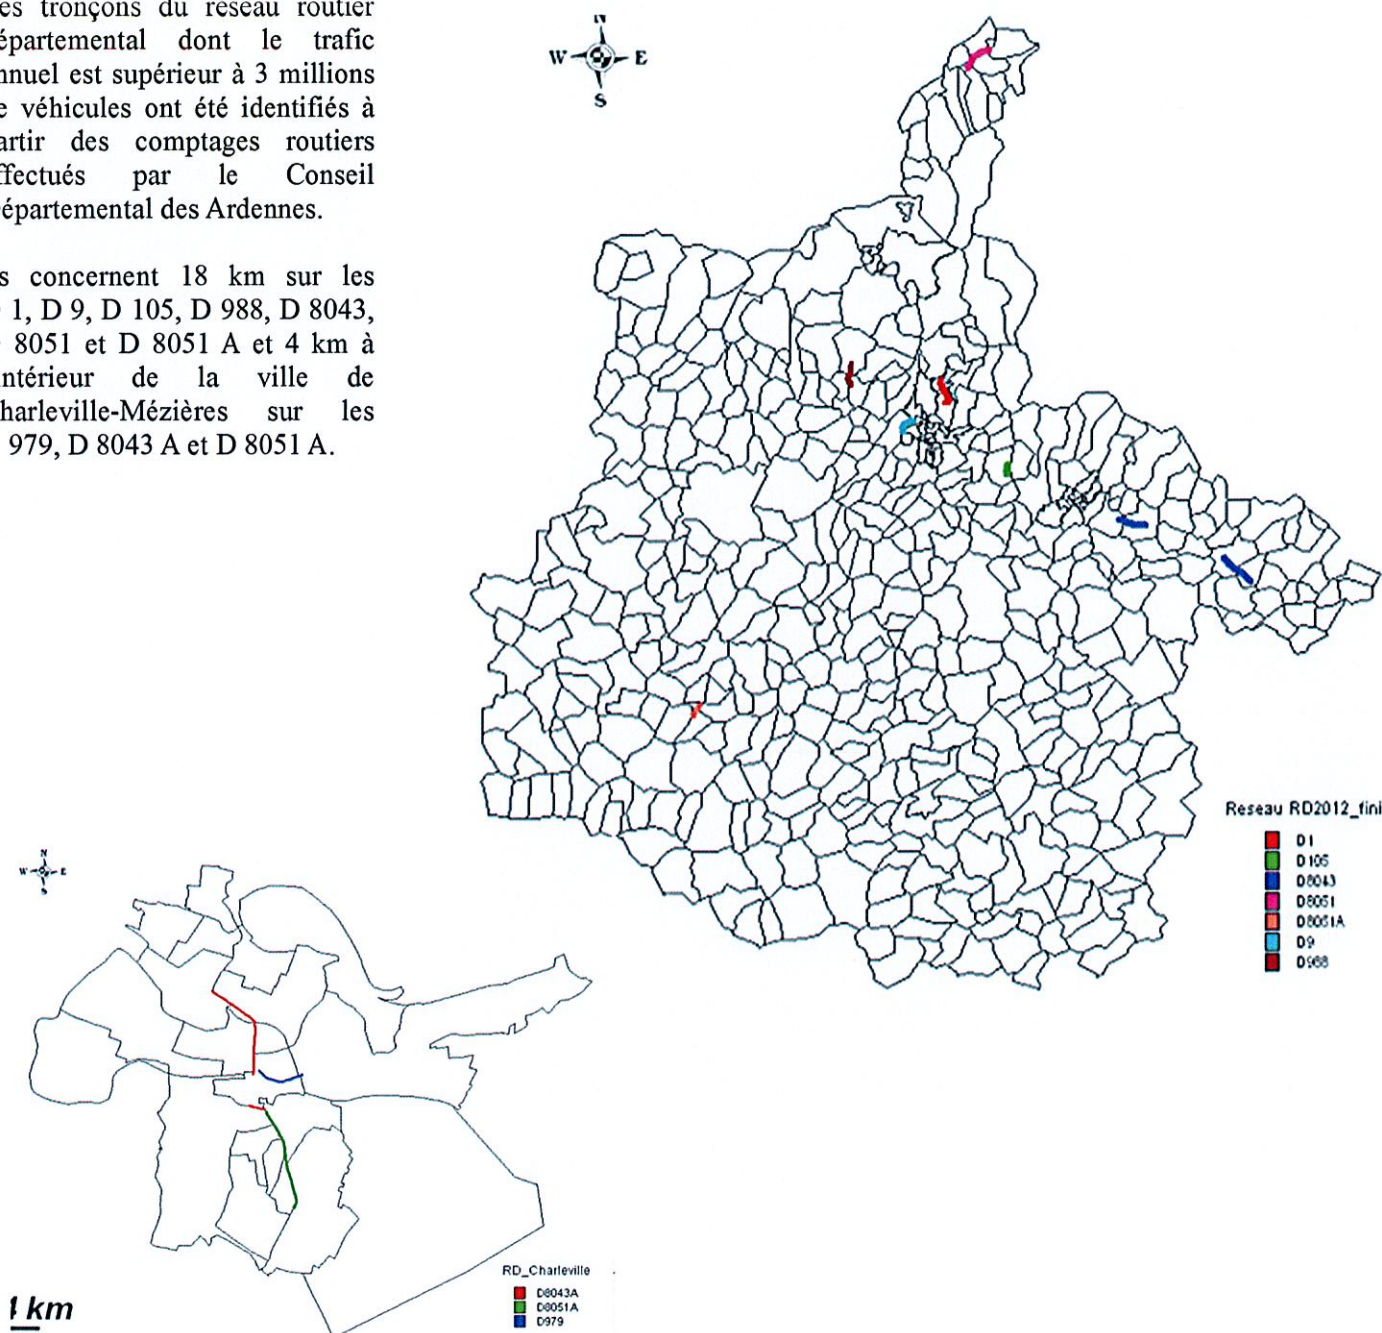 es tronçons du réseau routier
épartemental dont le trafic
nnuel est supérieur à 3 millions
e véhicules ont été identifiés à
artir des comptages routiers
ffectués par le Conseil
épartemental des Ardennes.
s concernent 18 km sur les
1, D 9, D 105, D 988, D 8043,
8051 et D 8051 A et 4 km à
intérieur de la ville de
harleville-Mézières sur les
979, D 8043 A et D 8051 A.
N
W E
S
Reseau RD2012_fini
D1
D105
D8043
D8051
D8051A
D9
D988
N
W E
S
RD_Charleville
D8043A
D8051A
D979
1 km